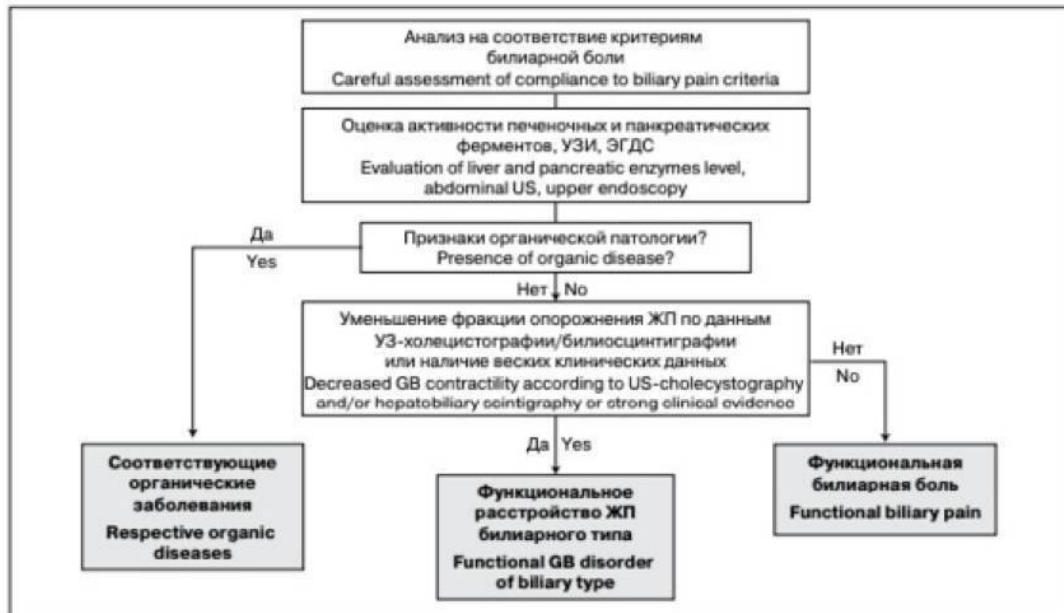 Анализ на соответствие критериям
билиарной боли
Careful assessment of compliance to biliary pain criteria
Оценка активности печеночных и панкреатических
ферментов, УЗИ, ЭГДС
Evaluation of liver and pancreatic enzymes level,
abdominal US, upper endoscopy
Да
Yes
Признаки органической патологии?
Presence of organic disease?
Нет No
Уменьшение фракции опорожнения ЖП по данным
УЗ-холецистографии/билиосцинтиграфии
или наличие веских клинических данных
Decreased GB contractility according to US-cholecystography
and/or hepatobiliary scintigraphy or strong clinical evidence
Нет
No
Да Yes
Соответствующие
органические
заболевания
Respective organic
diseases
Функциональное
расстройство ЖП
билиарного типа
Functional GB disorder
of biliary type
Функциональная
билиарная боль
Functional biliary pain